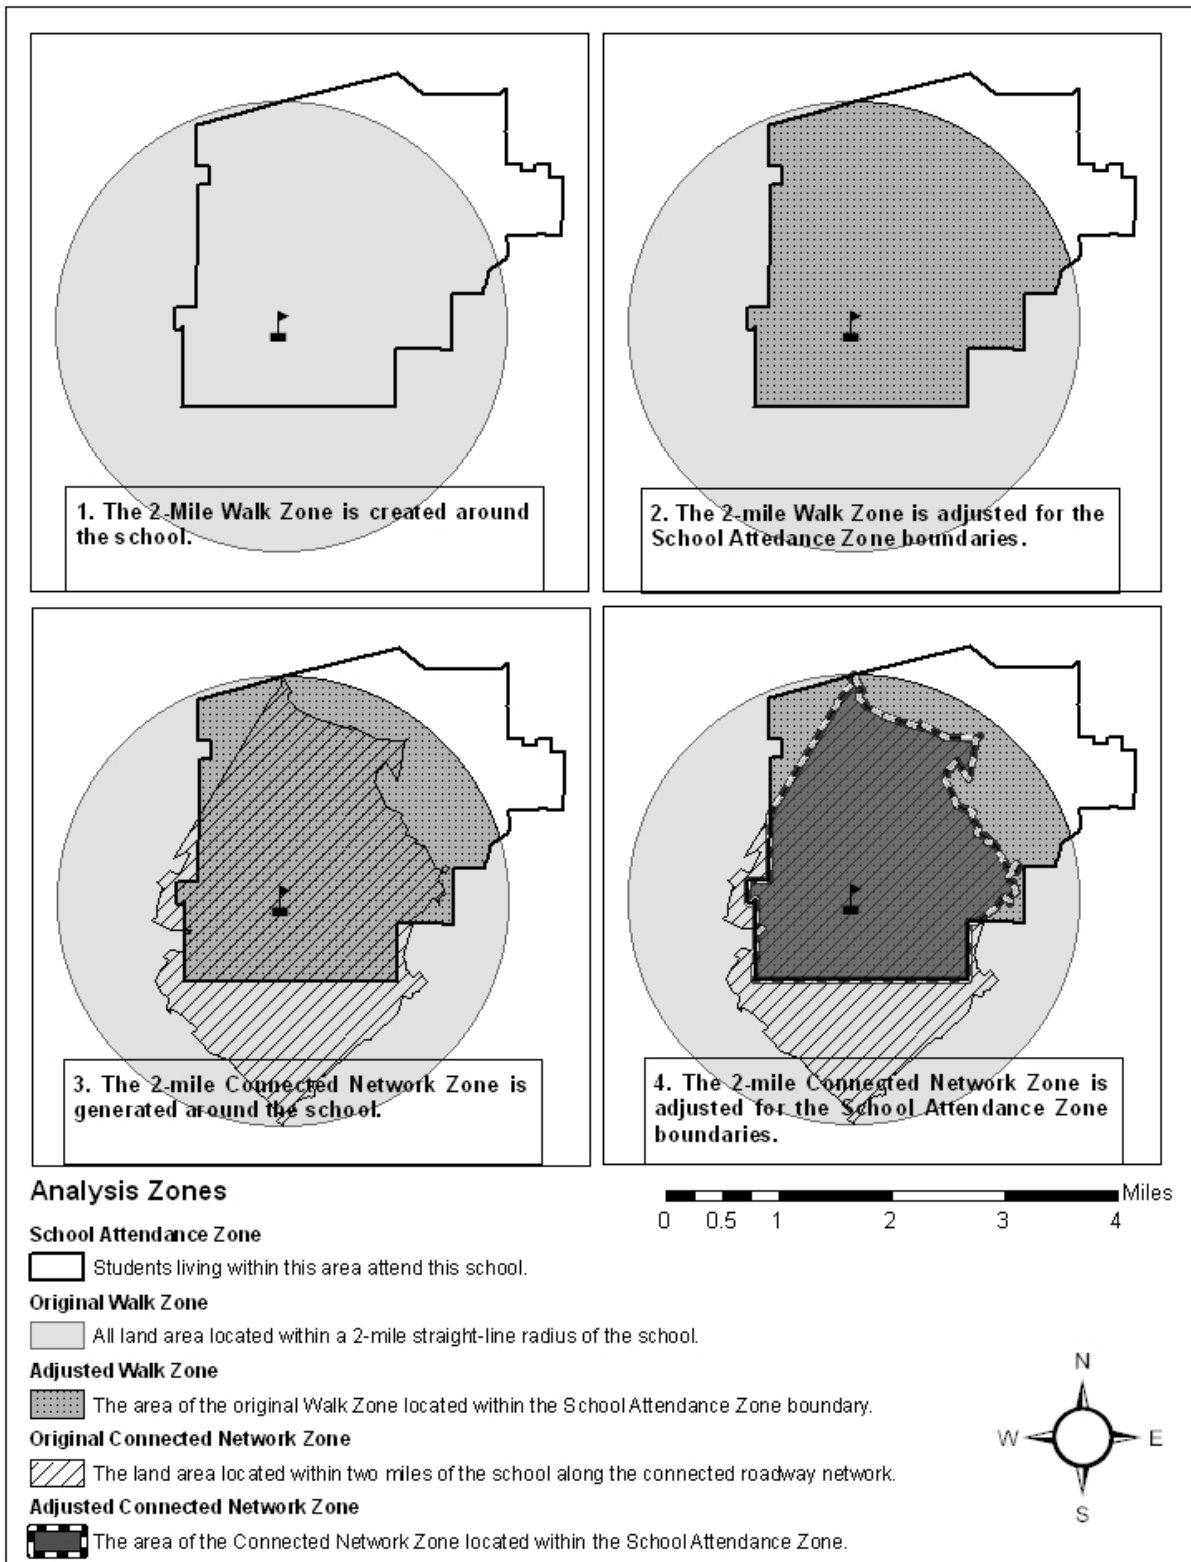 1. The 2-Mile Walk Zone is created around
the school.
2. The 2-mile Walk Zone is adjusted for the
School Attedance Zone boundaries.
3. The 2-mile Connected Network Zone is
generated around the school.
4. The 2-mile Connected Network Zone is
adjusted for the School Attendance Zone
boundaries.
Analysis Zones
Miles
0 0.5 1 2 3 4
School Attendance Zone
Students living within this area attend this school.
Original Walk Zone
All land area located within a 2-mile straight-line radius of the school.
Adjusted Walk Zone
The area of the original Walk Zone located within the School Attendance Zone boundary.
Original Connected Network Zone
The land area located within two miles of the school along the connected roadway network.
Adjusted Connected Network Zone
The area of the Connected Network Zone located within the School Attendance Zone.
N
W E
S